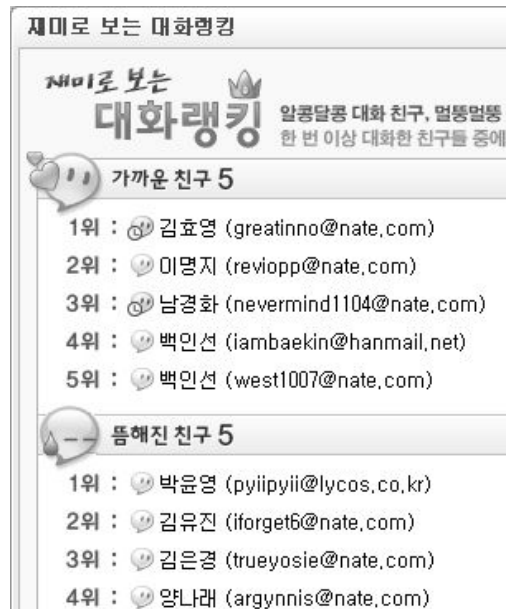 재미로 보는 대화랭킹
재미로 보는
대화랭킹
알콩달콩 대화 친구, 멀뚱멀뚱
한 번 이상 대화한 친구들 중에
가까운 친구 5
1위 : 김효영 (greatinno@nate.com)
2위 : 이명지 (reviopp@nate.com)
3위 : 남경화 (nevermind1104@nate.com)
4위 : 백인선 (iambaekin@hanmail.net)
5위 : 백인선 (west1007@nate.com)
뜸해진 친구 5
1위 : 박윤영 (pyiipyii@lycos.co.kr)
2위 : 김유진 (iforget6@nate.com)
3위 : 김은경 (trueyosie@nate.com)
4위 : 양나래 (argynnis@nate.com)